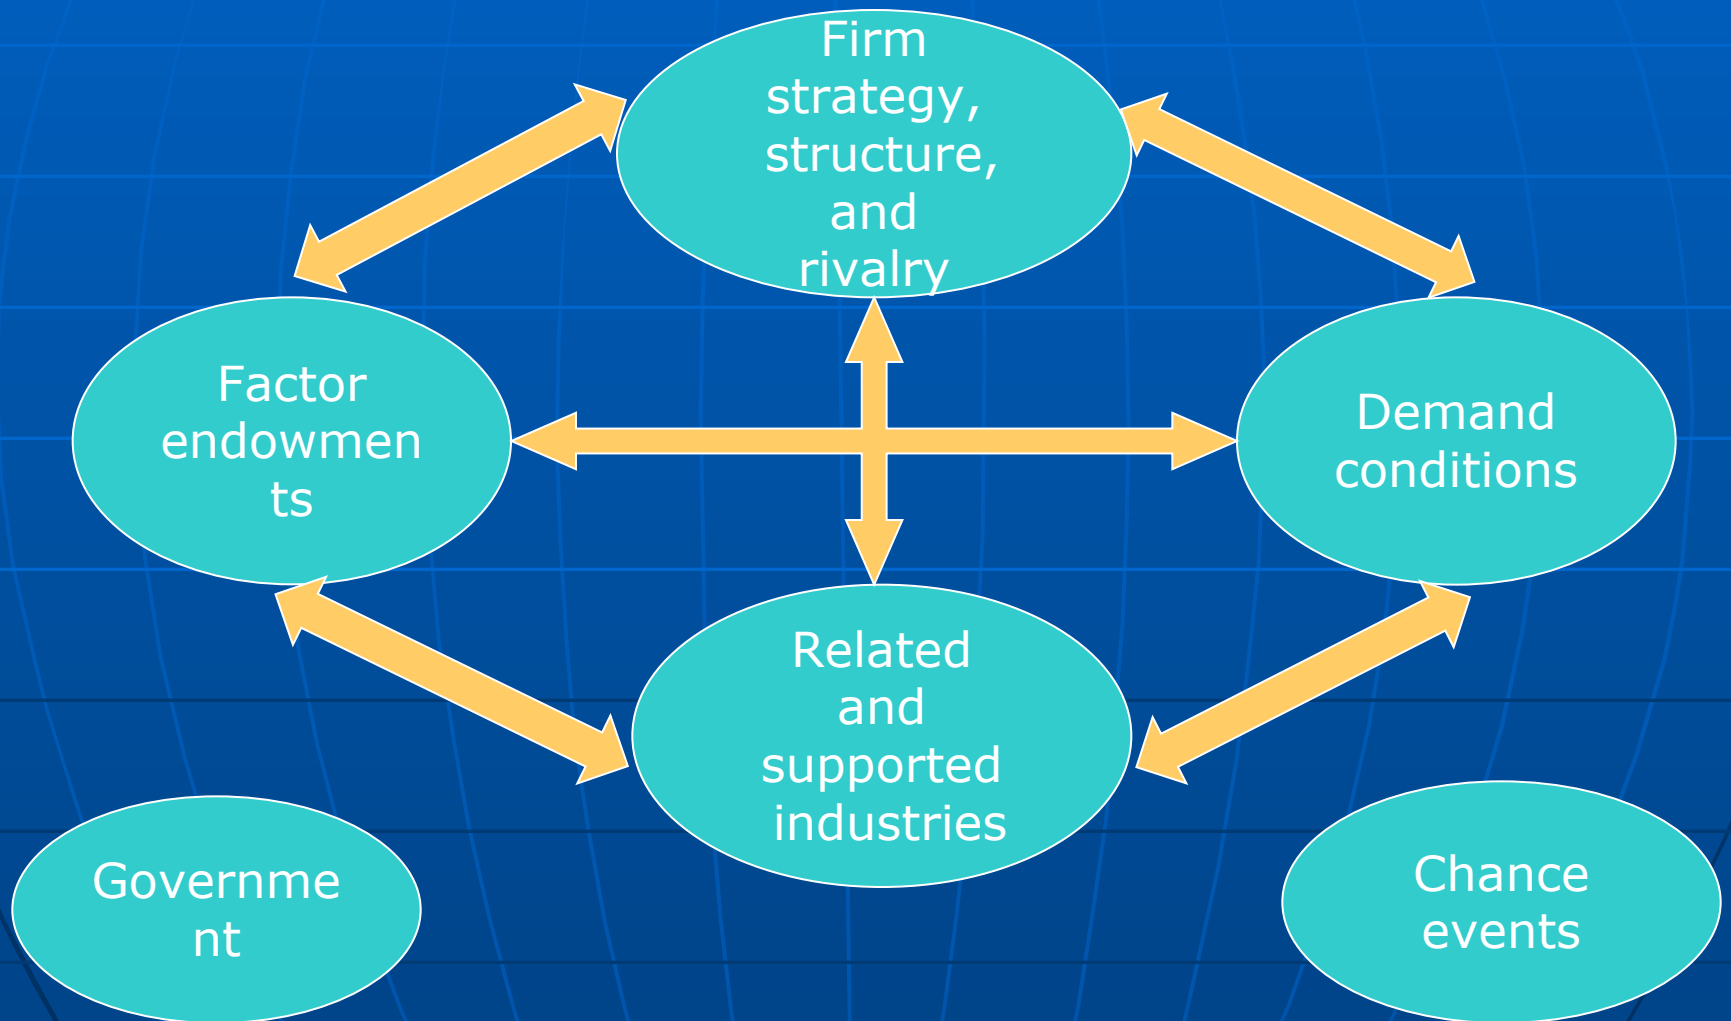 Firm
strategy,
structure,
and
rivalry
Factor
endowmen
ts
Demand
conditions
Related
and
supported
industries
Governme
nt
Chance
events